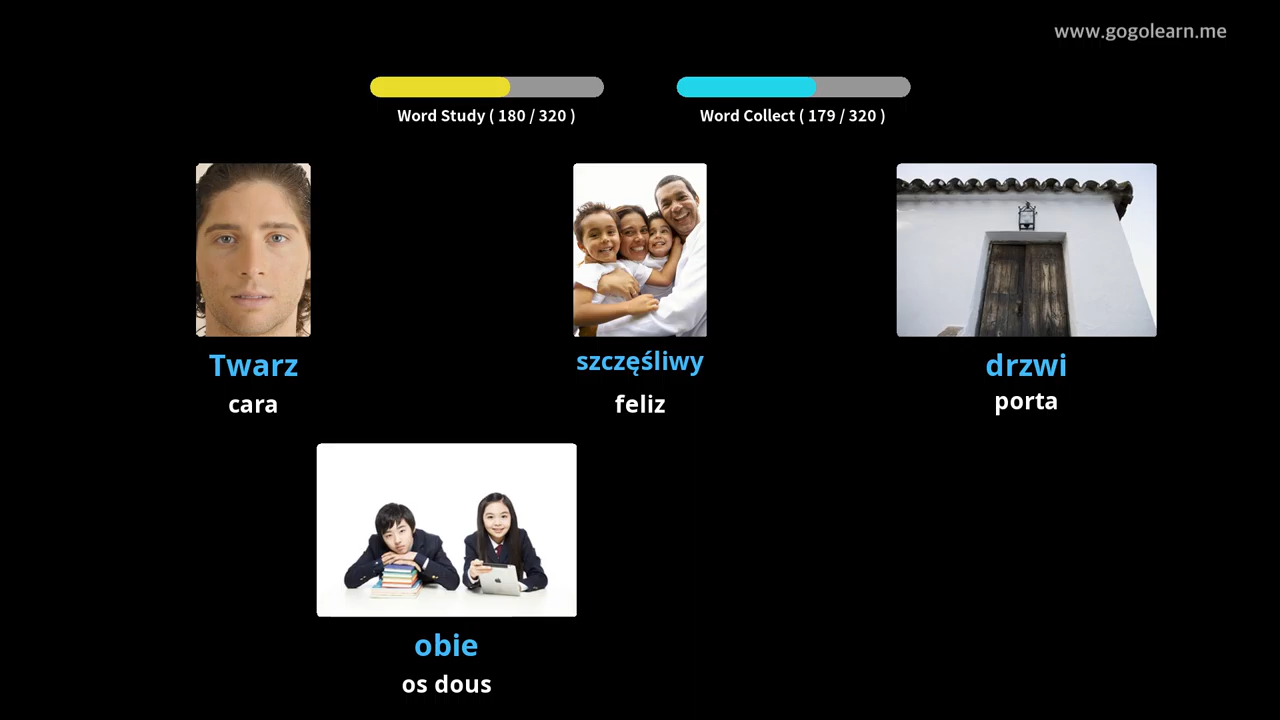 www.gogolearn.me
Word Study ( 180 / 320 )
Word Collect ( 179 / 320 )
Twarz
cara
szczęśliwy
feliz
drzwi
porta
obie
os dous